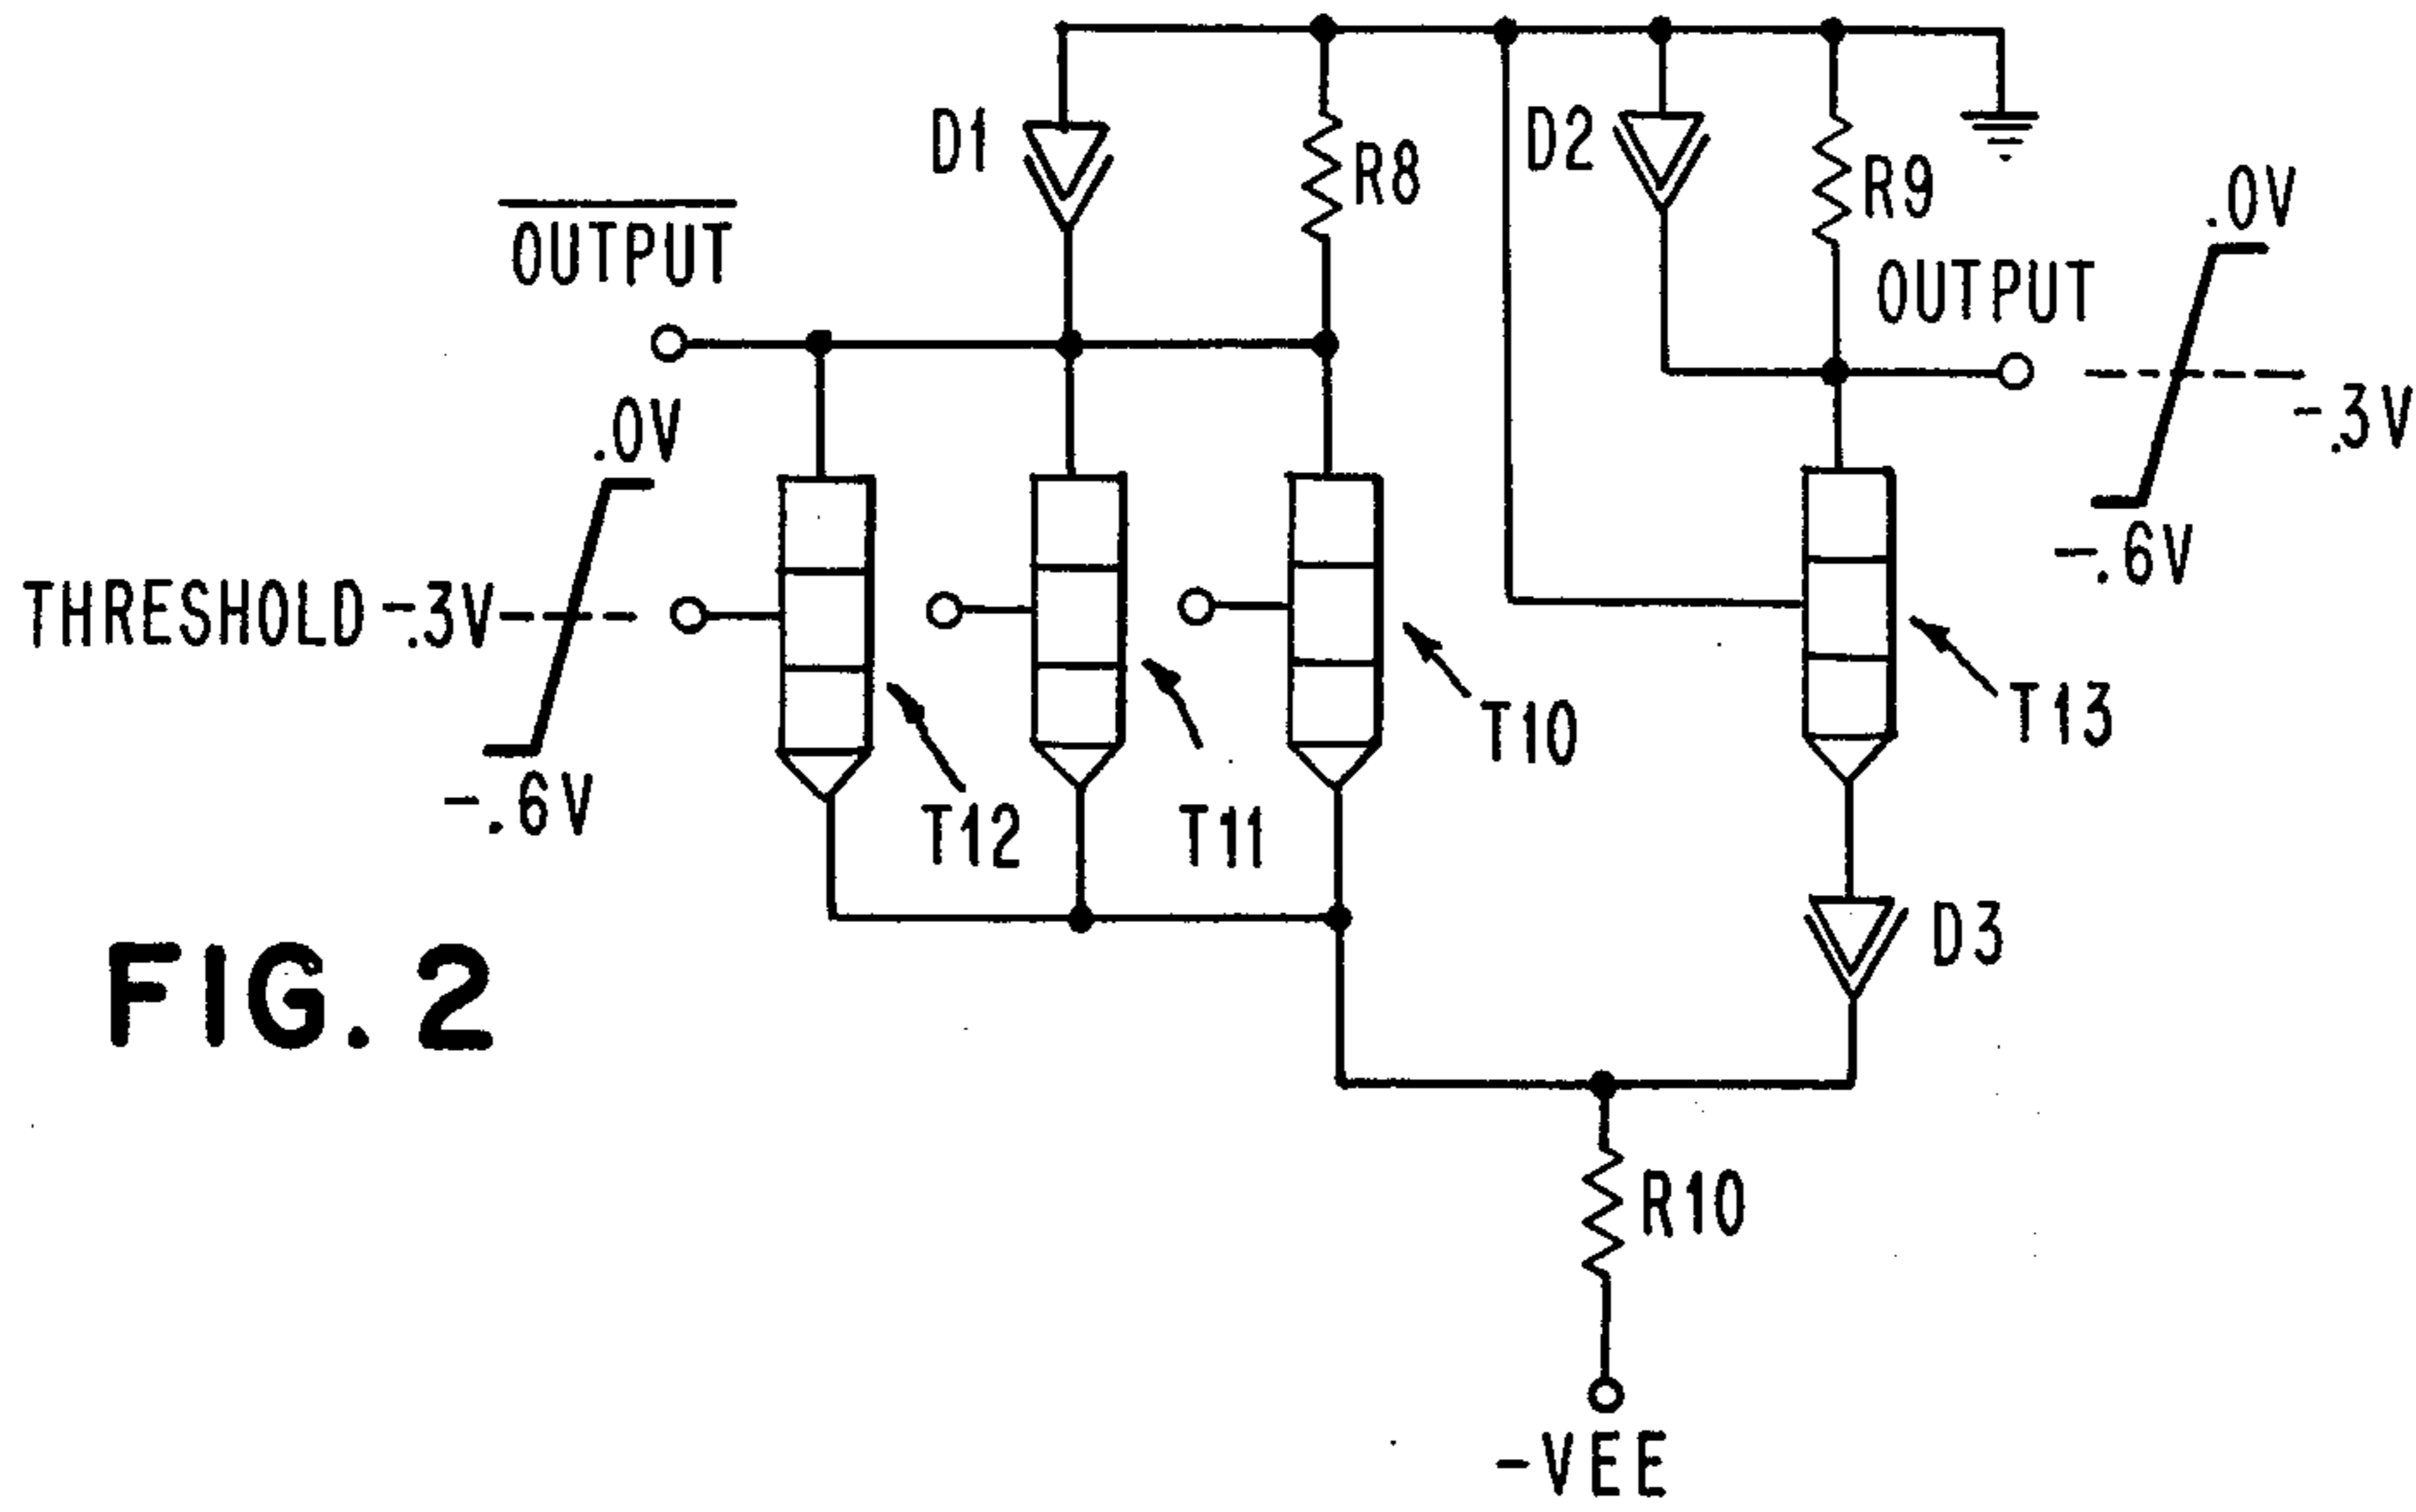 D1
R8
D2
R9
.0V
OUTPUT
OUTPUT
-.3V
.0V
-.6V
THRESHOLD -.3V
T10
T13
-.6V
T12
T11
D3
FIG. 2
R10
-VEE